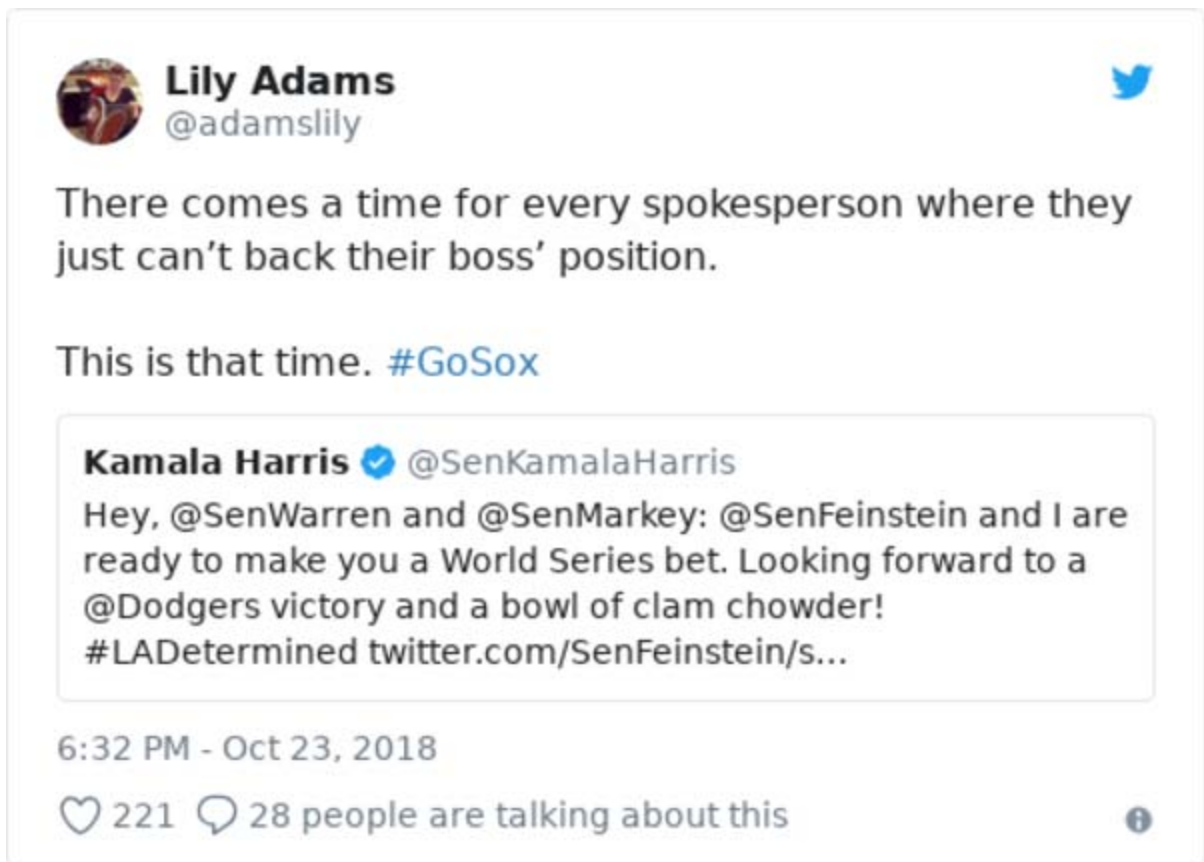 Lily Adams
@adamslily
There comes a time for every spokesperson where they
just can’t back their boss’ position.
This is that time. #GoSox
Kamala Harris @SenKamalaHarris
Hey, @SenWarren and @SenMarkey: @SenFeinstein and I are
ready to make you a World Series bet. Looking forward to a
@Dodgers victory and a bowl of clam chowder!
#LADetermined twitter.com/SenFeinstein/s...
6:32 PM - Oct 23, 2018
221 28 people are talking about this